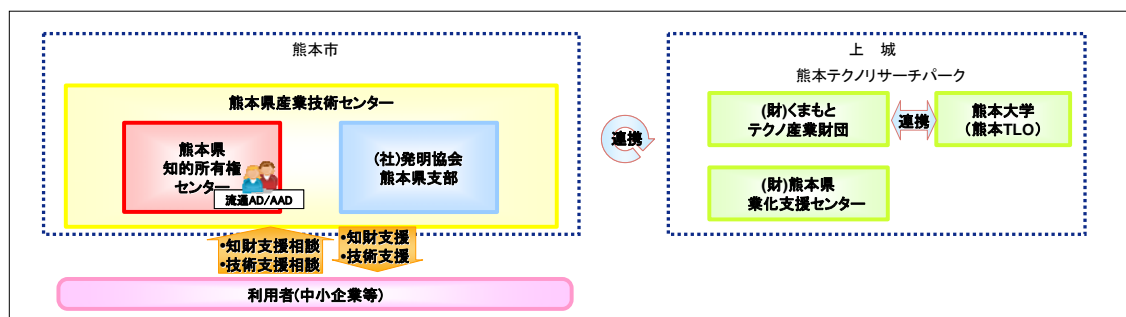 熊本市
熊本県産業技術センター
熊本県
知的所有権
センター
流通AD/AAD
(社)発明協会
熊本県支部
•知財支援相談
•技術支援相談
•知財支援
•技術支援
利用者(中小企業等)
連携
上 城
熊本テクノリサーチパーク
(財)くまもと
テクノ産業財団
連携
熊本大学
(熊本TLO)
(財)熊本県
業化支援センター